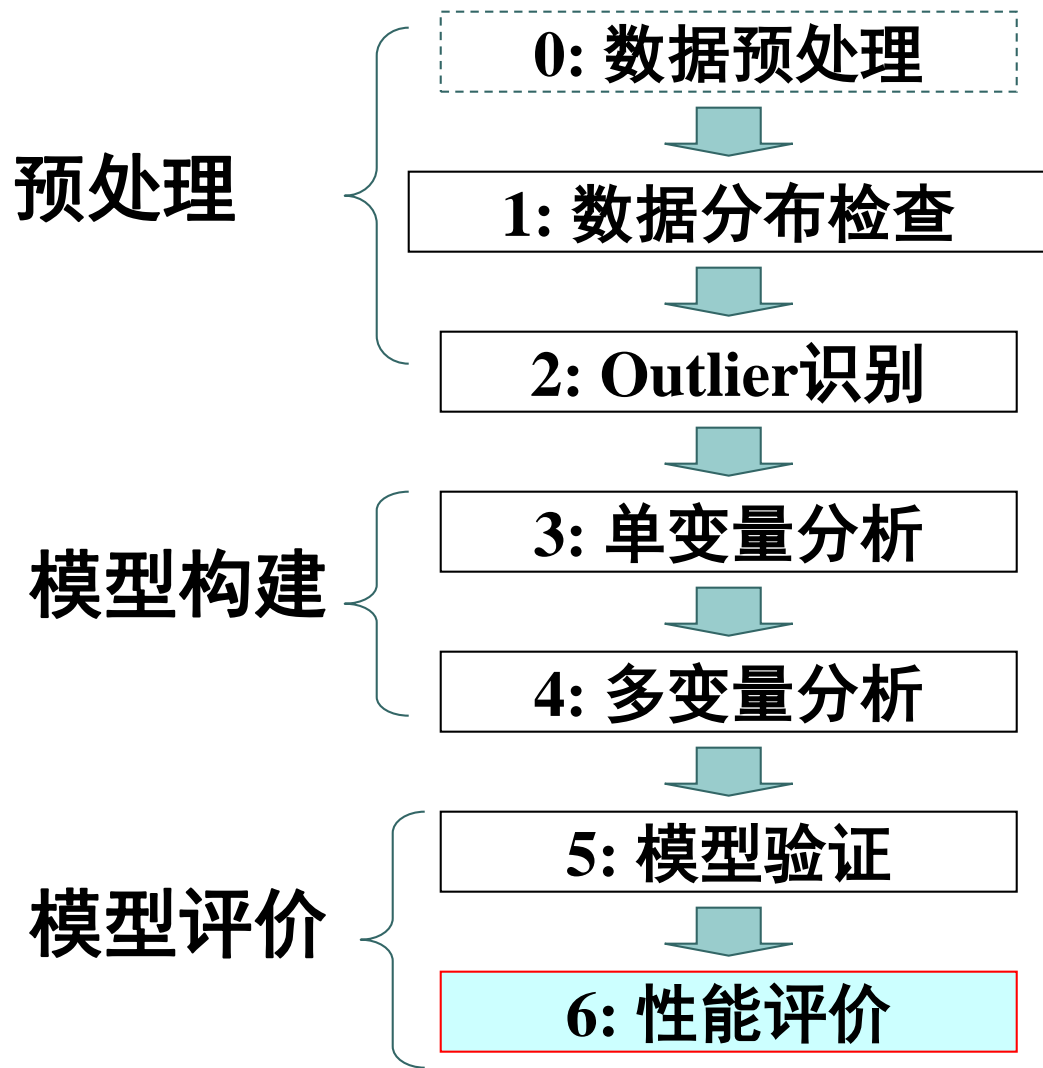 0: 数据预处理
预处理
1: 数据分布检查
2: Outlier识别
3: 单变量分析
模型构建
4: 多变量分析
5: 模型验证
模型评价
6: 性能评价